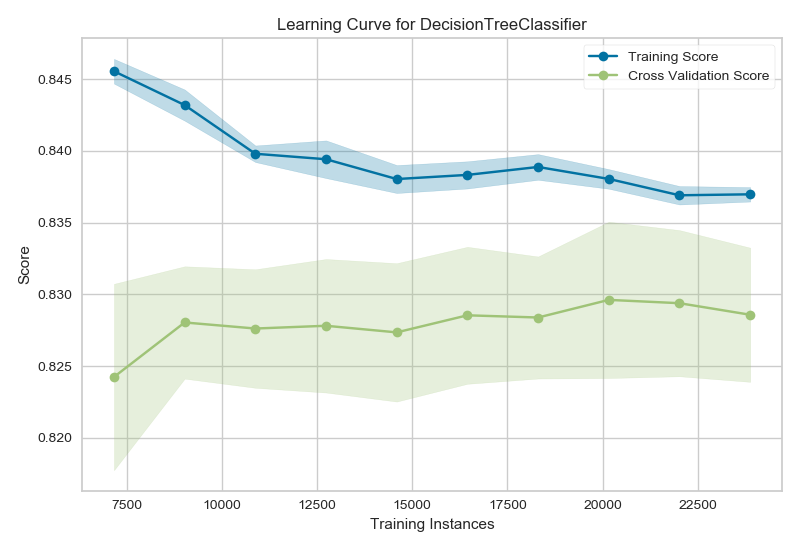 Learning Curve for DecisionTreeClassifier
Training Score
Cross Validation Score
0.845
0.840
0.835
0.830
0.825
0.820
Score
7500 10000 12500 15000 17500 20000 22500
Training Instances